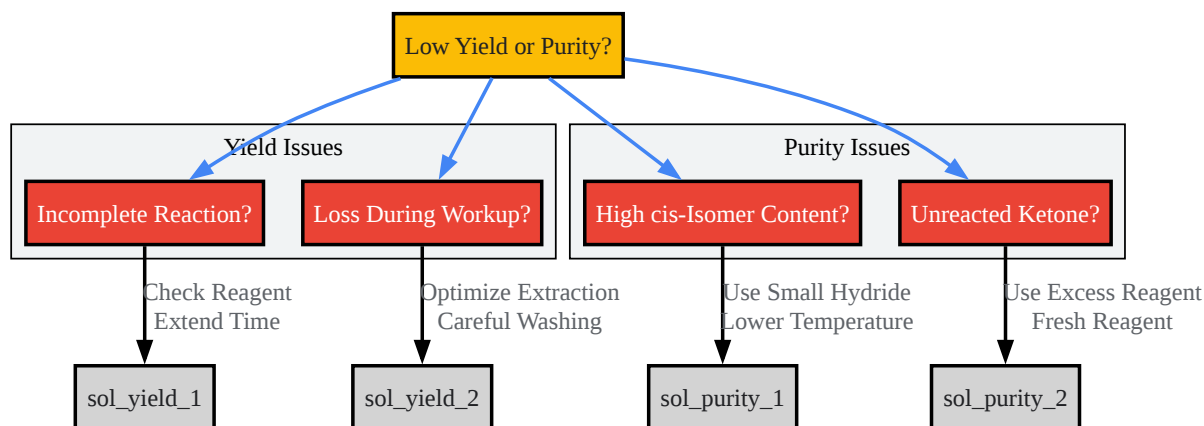 Low Yield or Purity?
Yield Issues
Purity Issues
Incomplete Reaction?
Loss During Workup?
High cis-Isomer Content?
Unreacted Ketone?
Check Reagent
Extend Time
Optimize Extraction
Careful Washing
Use Small Hydride
Lower Temperature
Use Excess Reagent
Fresh Reagent
sol_yield_1
sol_yield_2
sol_purity_1
sol_purity_2